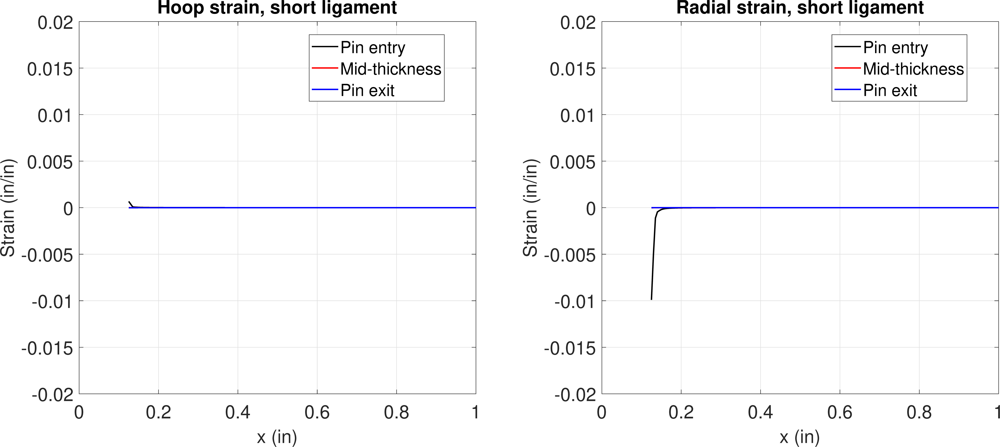 Hoop strain, short ligament
0.02
0.015
0.01
0.005
0
-0.005
-0.01
-0.015
-0.02
Strain (in/in)
Pin entry
Mid-thickness
Pin exit
0 0.2 0.4 0.6 0.8 1
x (in)
Radial strain, short ligament
0.02
0.015
0.01
0.005
0
-0.005
-0.01
-0.015
-0.02
Strain (in/in)
Pin entry
Mid-thickness
Pin exit
0 0.2 0.4 0.6 0.8 1
x (in)